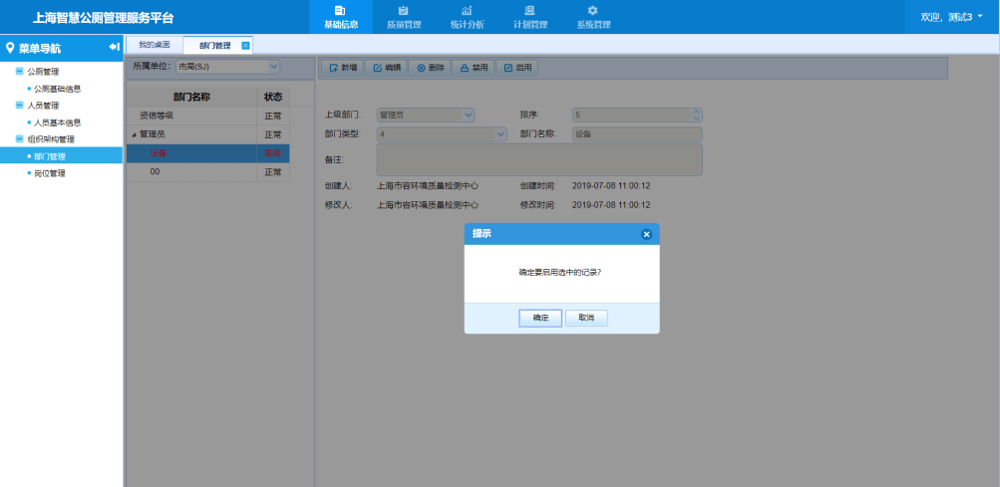 上海智慧公厕管理服务平台
基础信息 质量管理 统计分析 计划管理 系统管理
欢迎, 测试3
菜单导航
公厕管理
公厕基础信息
人员管理
人员基本信息
组织架构管理
部门管理
岗位管理
我的桌面 部门管理
所属单位: 市局(SJ)
部门名称 状态
资信等级 正常
管理员 正常
设备 禁用
00 正常
新增 编辑 删除 禁用 启用
上级部门: 管理员 排序: 5
部门类型: 4 部门名称: 设备
备注:
创建人: 上海市容环境质量检测中心 创建时间: 2019-07-08 11:00:12
修改人: 上海市容环境质量检测中心 修改时间: 2019-07-08 11:00:12
提示
确定要启用选中的记录?
确定 取消